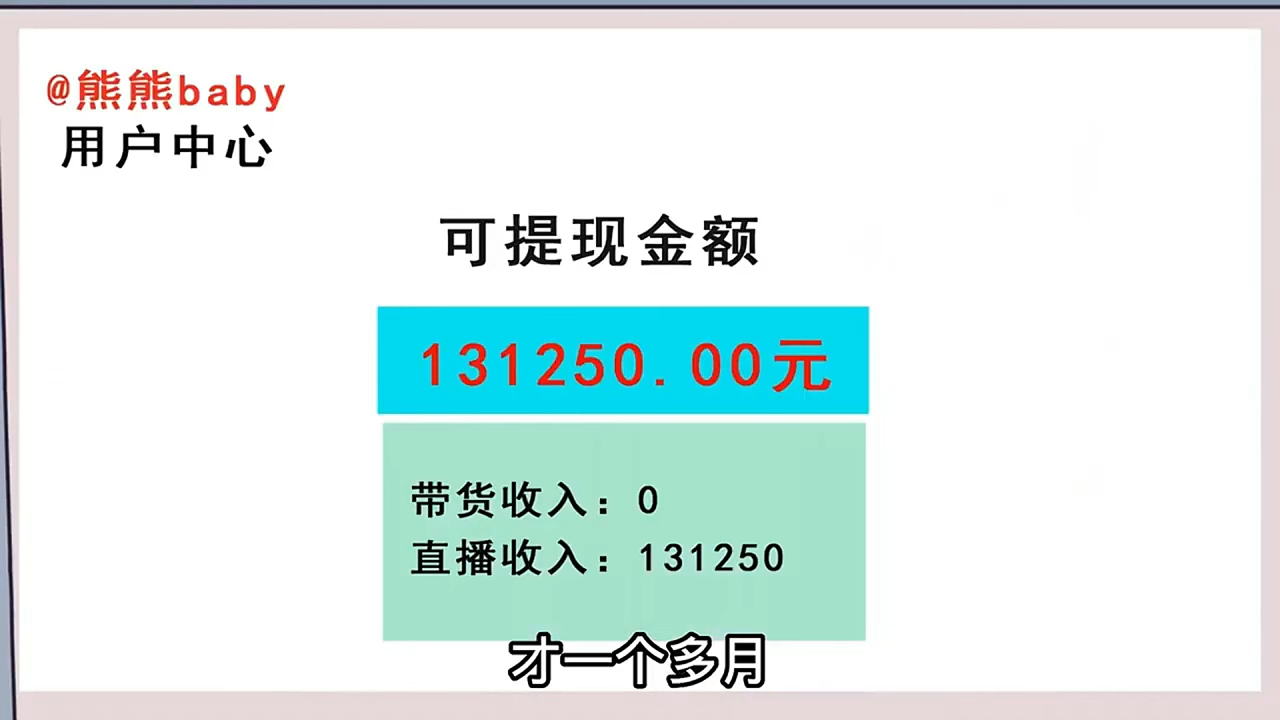 @熊熊baby
用户中心
可提现金额
131250.00元
带货收入：0
直播收入：131250
才一个多月